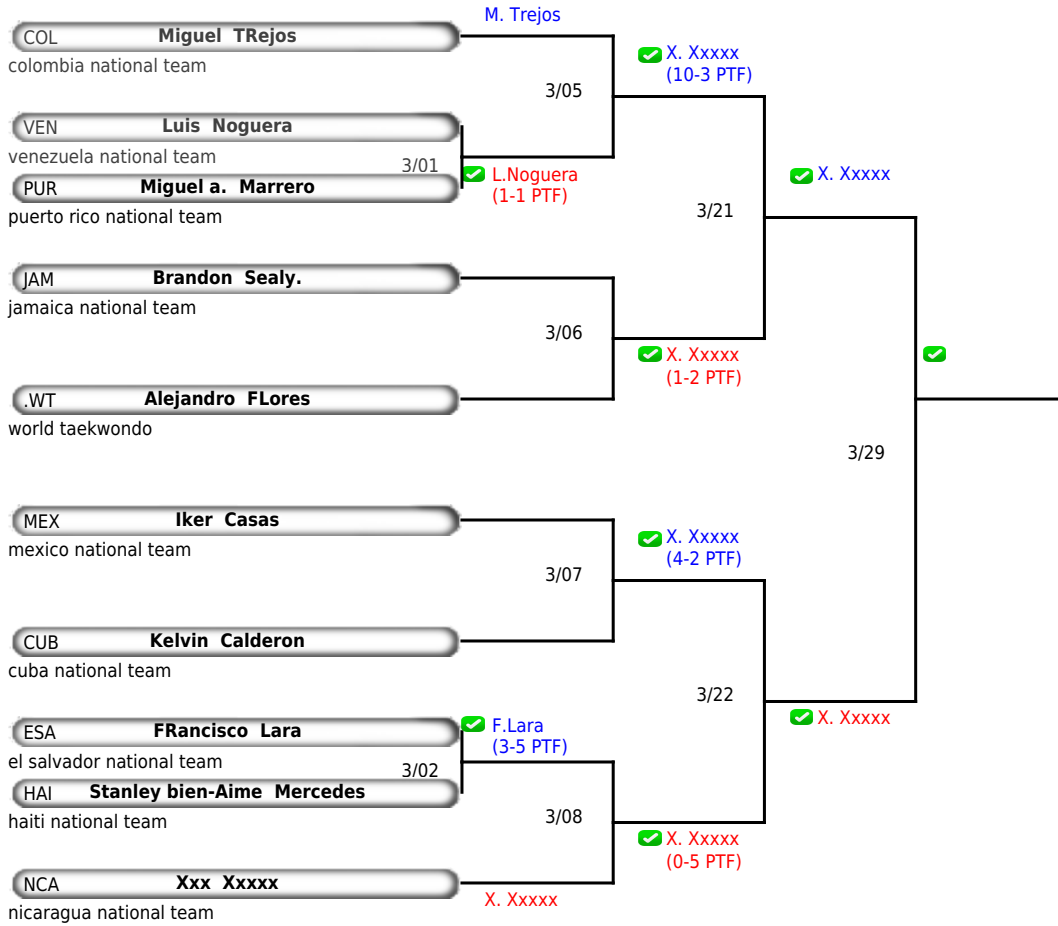 M. Trejos
COL Miguel TRejos
colombia national team
X. Xxxxx
(10-3 PTF)
3/05
VEN Luis Noguera
venezuela national team
3/01
L.Noguera
(1-1 PTF)
PUR Miguel a. Marrero
puerto rico national team
X. Xxxxx
3/21
JAM Brandon Sealy.
jamaica national team
3/06
X. Xxxxx
(1-2 PTF)
.WT Alejandro FLores
world taekwondo
3/29
MEX Iker Casas
mexico national team
X. Xxxxx
(4-2 PTF)
3/07
CUB Kelvin Calderon
cuba national team
3/22
X. Xxxxx
ESA FRancisco Lara
el salvador national team
F.Lara
(3-5 PTF)
3/02
HAI Stanley bien-Aime Mercedes
haiti national team
3/08
X. Xxxxx
(0-5 PTF)
NCA Xxx Xxxxx
nicaragua national team
X. Xxxxx